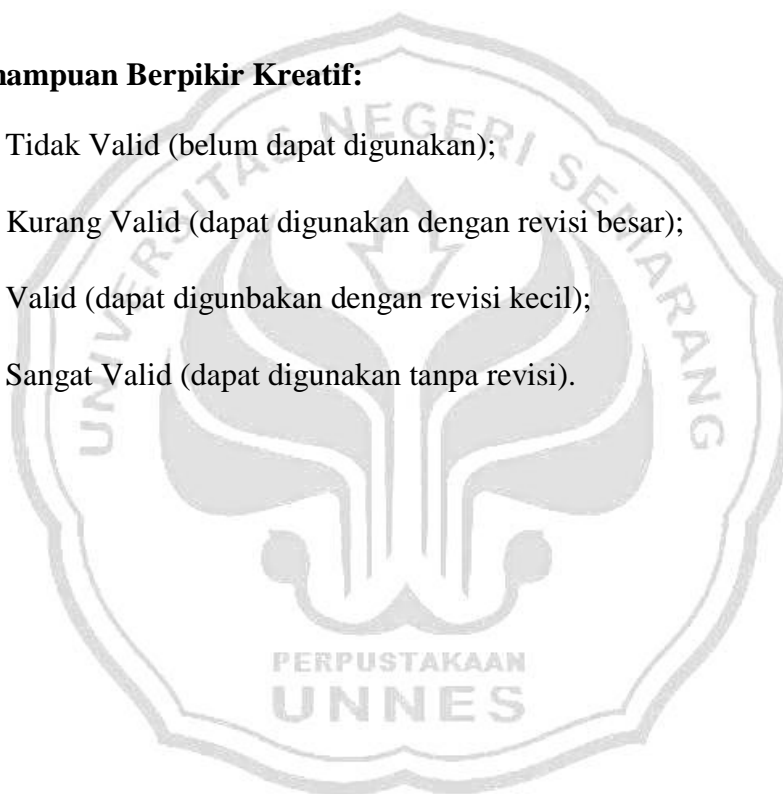 mampuan Berpikir Kreatif:
Tidak Valid (belum dapat digunakan);
Kurang Valid (dapat digunakan dengan revisi besar);
Valid (dapat digunbakan dengan revisi kecil);
Sangat Valid (dapat digunakan tanpa revisi).
UNIVERSITAS NEGERI SEMARANG
PERPUSTAKAAN
UNNES